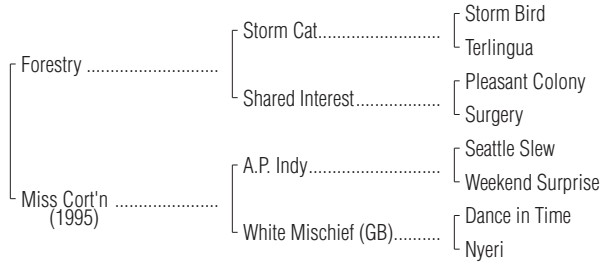 Storm Bird
Storm Cat..............................
Terlingua
Forestry ................................
Pleasant Colony
Shared Interest.....................
Surgery
Seattle Slew
A.P. Indy................................
Weekend Surprise
Miss Cort'n .........................
(1995)
Dance in Time
White Mischief (GB)..........
Nyeri